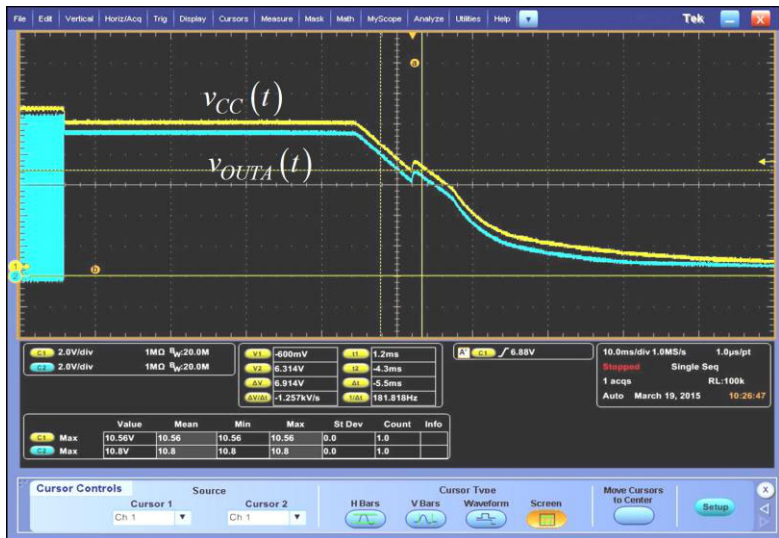 File Edit Vertical Horiz/Acq Trig Display Cursors Measure Mask Math MyScope Analyze Utilities Help Tek X
a
v_CC(t)
v_OUTA(t)
1
2
b
C1 2.0V/div 1MΩ BW:20.0M
C2 2.0V/div 1MΩ BW:20.0M
V1 -600mV t1 1.2ms
V2 6.314V t2 -4.3ms
ΔV 6.914V Δt -5.5ms
ΔV/Δt -1.257kV/s 1/Δt 181.818Hz
A' C1 ∫ 6.88V
10.0ms/div 1.0MS/s 1.0µs/pt
Stopped Single Seq
1 acqs RL:100k
Auto March 19, 2015 10:26:47
Value Mean Min Max St Dev Count Info
C1 Max 10.56V 10.56 10.56 10.56 0.0 1.0
C2 Max 10.8V 10.8 10.8 10.8 0.0 1.0
Cursor Controls Source Cursor Type Move Cursors to Center X
Cursor 1 Cursor 2 H Bars V Bars Waveform Screen Setup
Ch 1 Ch 1